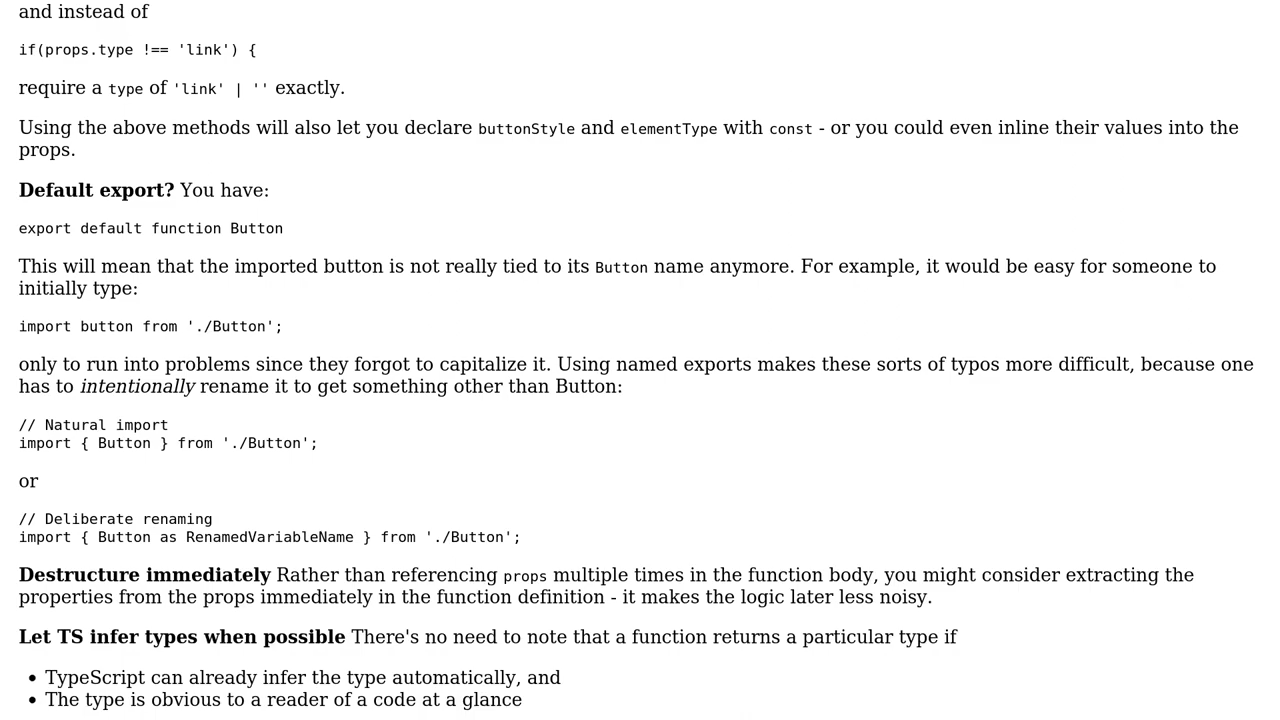 and instead of
if(props.type !== 'link') {
require a type of 'link' | '' exactly.
Using the above methods will also let you declare buttonStyle and elementType with const - or you could even inline their values into the
props.
Default export? You have:
export default function Button
This will mean that the imported button is not really tied to its Button name anymore. For example, it would be easy for someone to
initially type:
import button from './Button';
only to run into problems since they forgot to capitalize it. Using named exports makes these sorts of typos more difficult, because one
has to intentionally rename it to get something other than Button:
// Natural import
import { Button } from './Button';
or
// Deliberate renaming
import { Button as RenamedVariableName } from './Button';
Destructure immediately Rather than referencing props multiple times in the function body, you might consider extracting the
properties from the props immediately in the function definition - it makes the logic later less noisy.
Let TS infer types when possible There's no need to note that a function returns a particular type if
• TypeScript can already infer the type automatically, and
• The type is obvious to a reader of a code at a glance